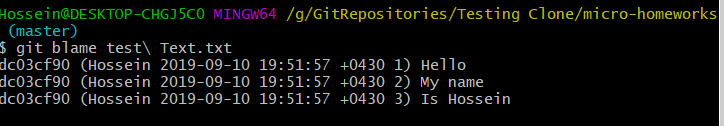 Hossein@DESKTOP-CHGJ5C0 MINGW64 /g/GitRepositories/Testing Clone/micro-homeworks
(master)
$ git blame test\ Text.txt
dc03cf90 (Hossein 2019-09-10 19:51:57 +0430 1) Hello
dc03cf90 (Hossein 2019-09-10 19:51:57 +0430 2) My name
dc03cf90 (Hossein 2019-09-10 19:51:57 +0430 3) Is Hossein